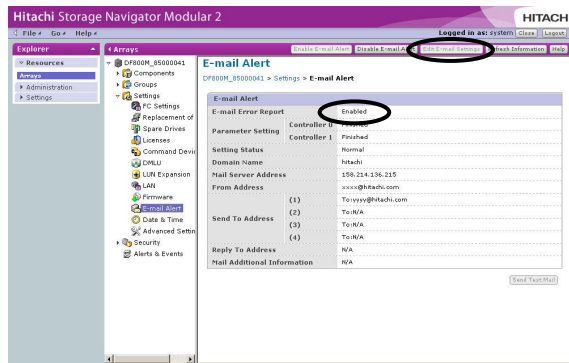 Hitachi Storage Navigator Modular 2
HITACH
File Go Help
Logged in as: system Close Logout
Explorer
Arrays
Enable E-mail Alert Disable E-mail Edit E-mail Settings Refresh Information Help
Resources
Arrays
Administration
Settings
DF800M_85000041
Components
Groups
Settings
FC Settings
Replacement of
Spare Drives
Licenses
Command Devi
DMLU
LUN Expansion
LAN
Firmware
E-mail Alert
Date & Time
Advanced Settin
Security
Alerts & Events
E-mail Alert
DF800M_85000041 > Settings > E-mail Alert
E-mail Alert
E-mail Error Report Enabled
Parameter Setting
Controller 0 Finished
Controller 1 Finished
Setting Status Normal
Domain Name hitachi
Mail Server Address 158.214.136.215
From Address xxxx@hitachi.com
Send To Address
(1) To:yyyy@hitachi.com
(2) To:N/A
(3) To:N/A
(4) To:N/A
Reply To Address N/A
Mail Additional Information N/A
Send Test Mail